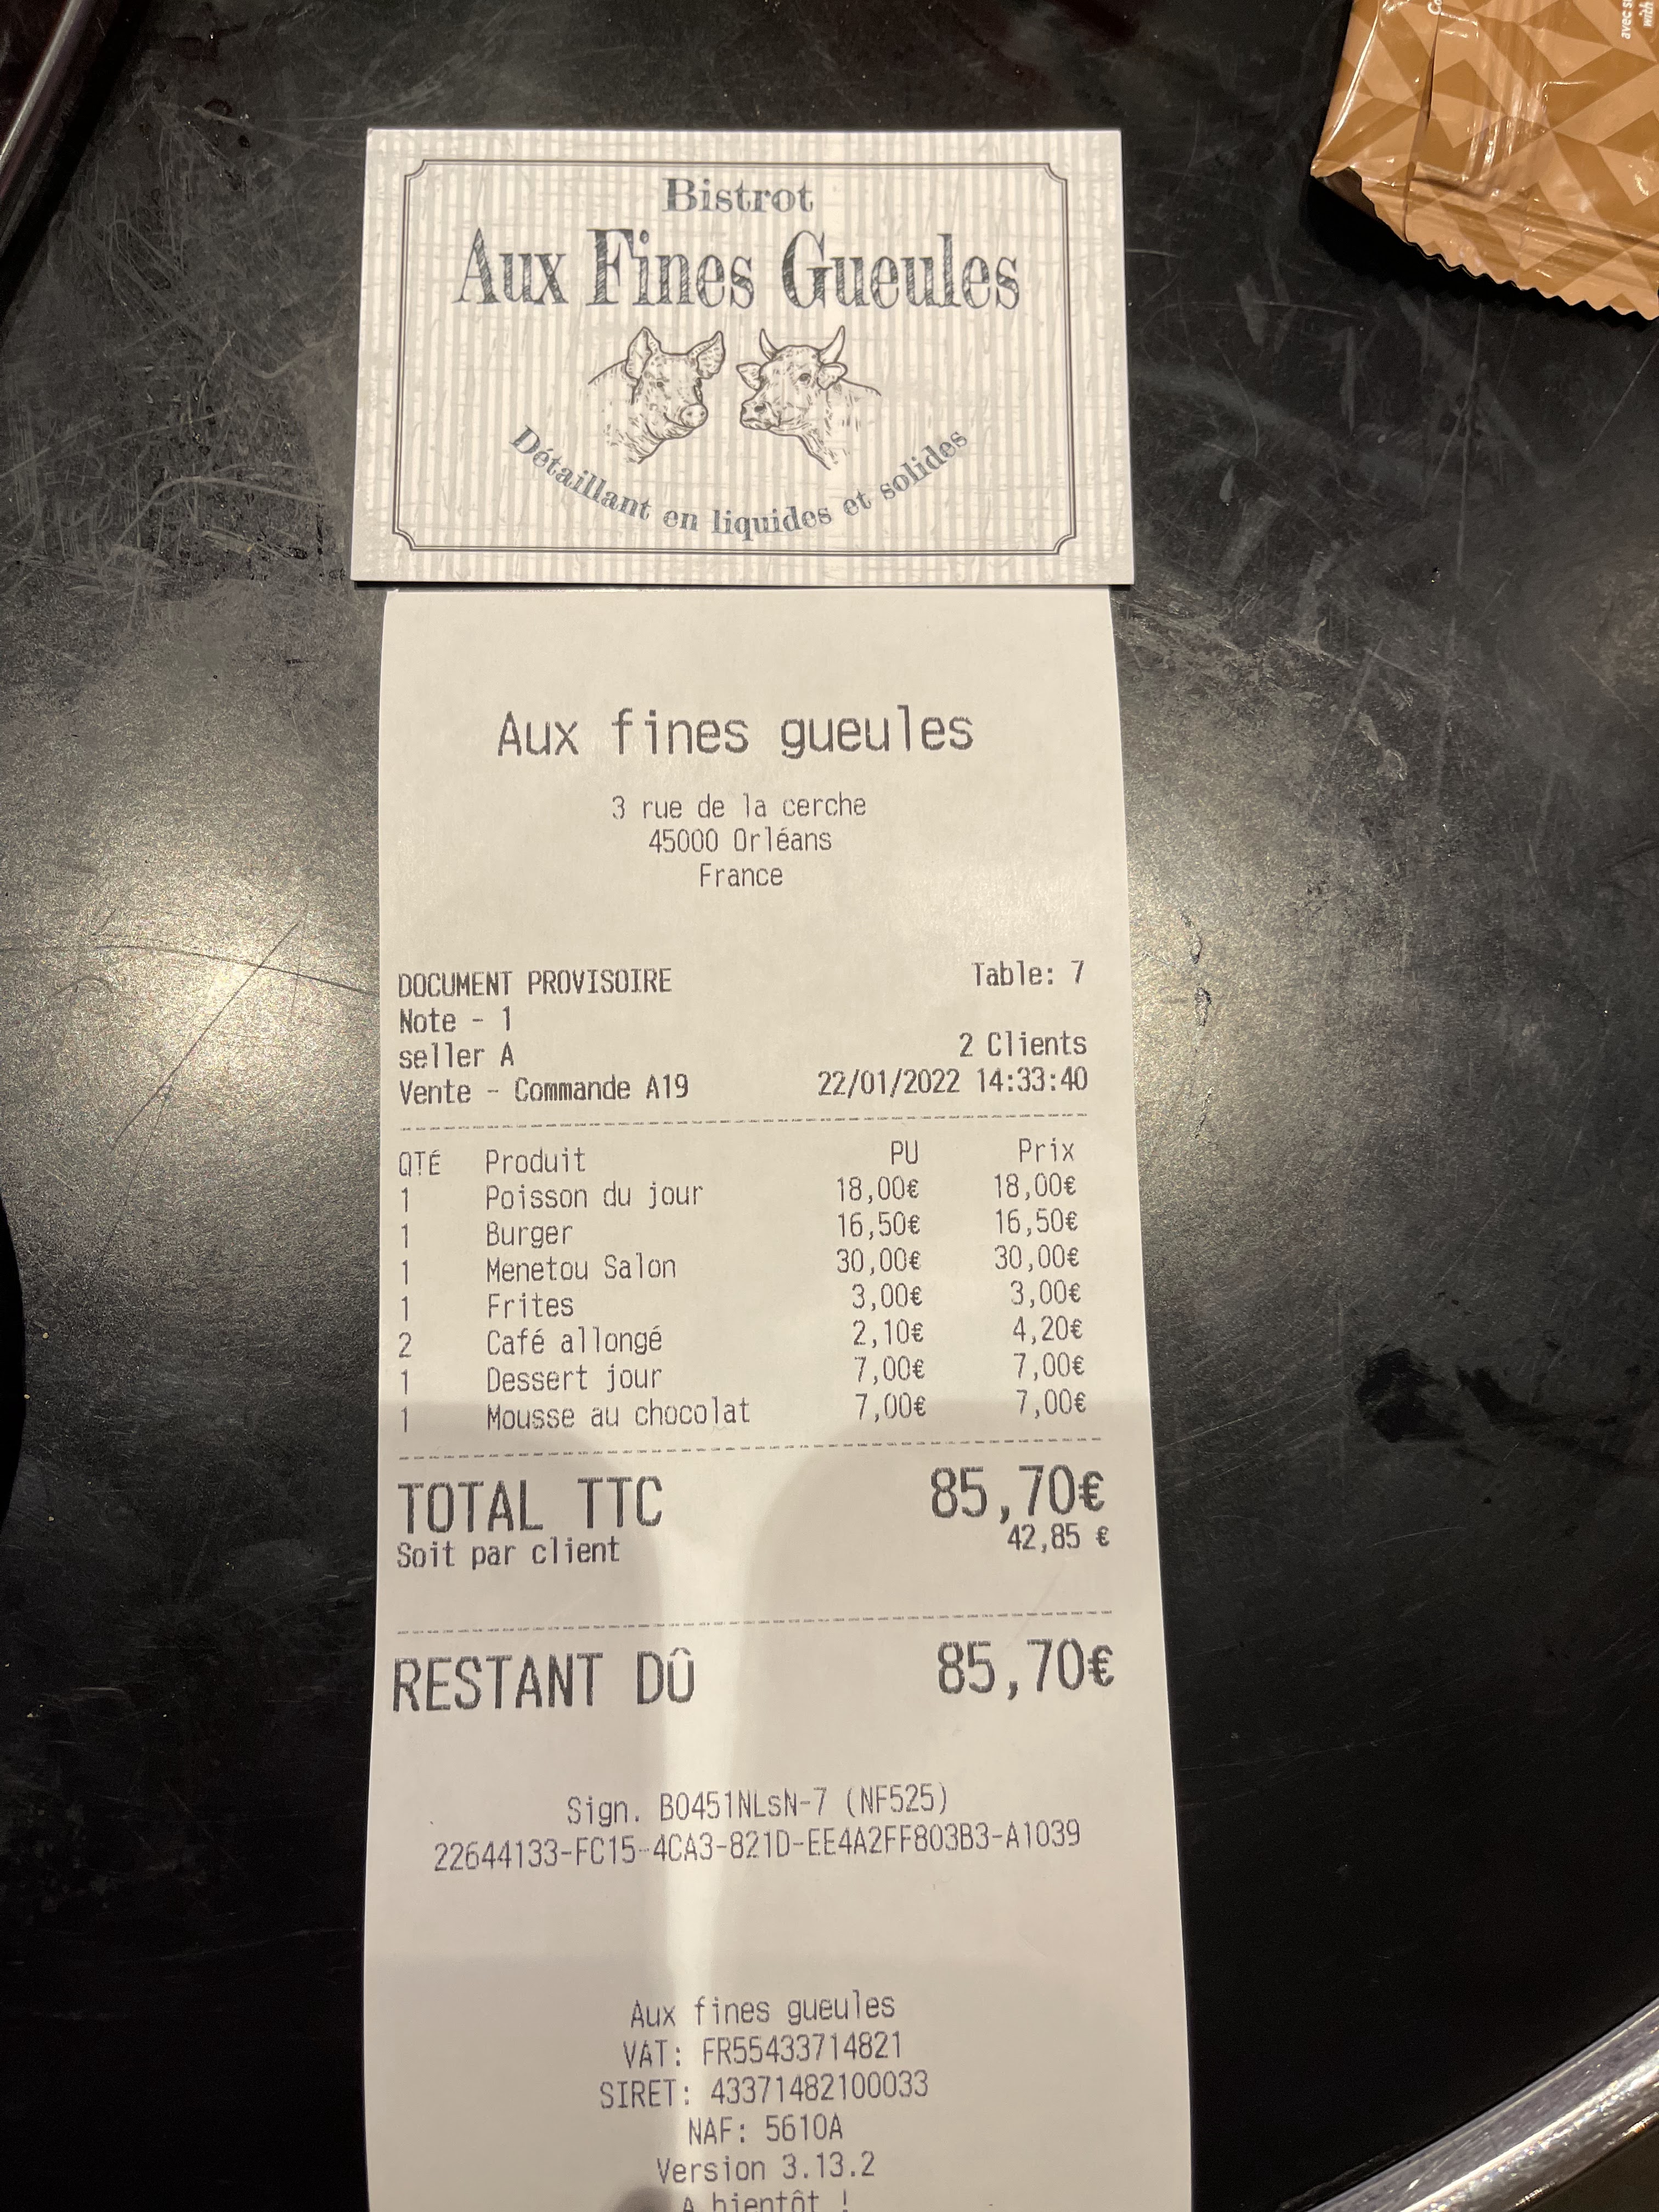 Bistrot
Aux Fines Gueules
Détaillant en liquides et solides
Aux fines gueules
3 rue de la cerche
45000 Orléans
France
DOCUMENT PROVISOIRE Table: 7
Note - 1
seller A 2 Clients
Vente - Commande A19 22/01/2022 14:33:40
QTÉ Produit PU Prix
1 Poisson du jour 18,00€ 18,00€
1 Burger 16,50€ 16,50€
1 Menetou Salon 30,00€ 30,00€
1 Frites 3,00€ 3,00€
2 Café allongé 2,10€ 4,20€
1 Dessert jour 7,00€ 7,00€
1 Mousse au chocolat 7,00€ 7,00€
TOTAL TTC 85,70€
Soit par client 42,85 €
RESTANT DÛ 85,70€
Sign. B0451NLsN-7 (NF525)
22644133-FC15-4CA3-821D-EE4A2FF803B3-A1039
Aux fines gueules
VAT: FR55433714821
SIRET: 43371482100033
NAF: 5610A
Version 3.13.2
A bientôt !
avec
with